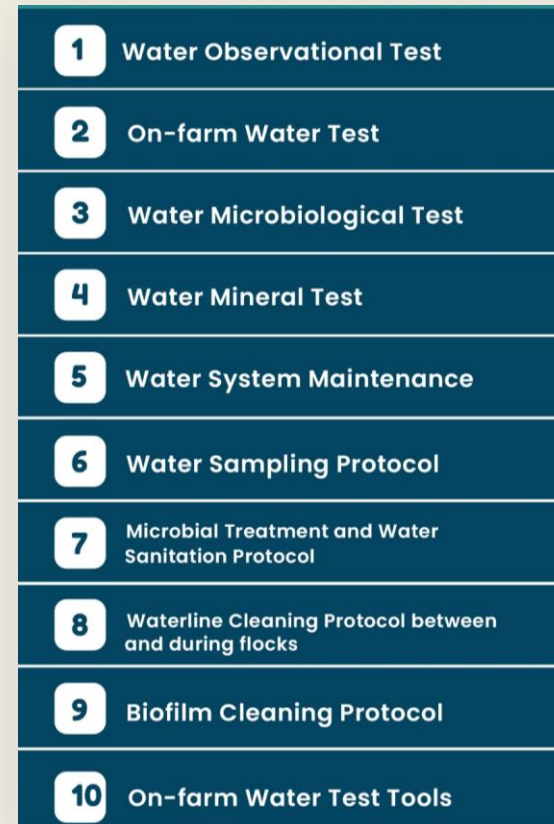 1 Water Observational Test
2 On-farm Water Test
3 Water Microbiological Test
4 Water Mineral Test
5 Water System Maintenance
6 Water Sampling Protocol
7 Microbial Treatment and Water
Sanitation Protocol
8 Waterline Cleaning Protocol between
and during flocks
9 Biofilm Cleaning Protocol
10 On-farm Water Test Tools